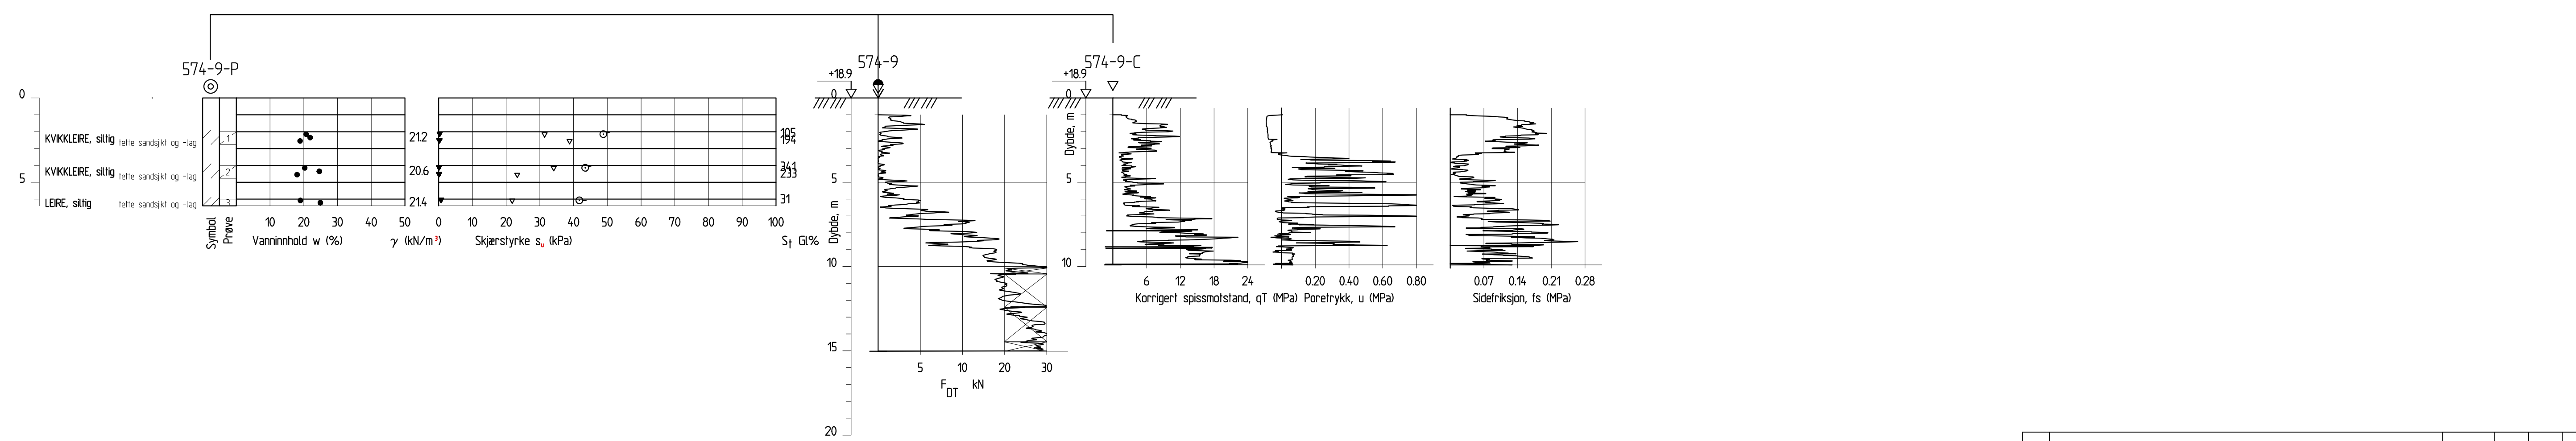 574-9-P
574-9
574-9-C
+18.9
+18.9
0
0
0
KVIKKLEIRE, siltig tette sandsjikt og -lag
1
21.2
105
194
KVIKKLEIRE, siltig tette sandsjikt og -lag
2
20.6
341
233
5
5
5
LEIRE, siltig tette sandsjikt og -lag
3
21.4
31
Symbol
Prøve
10 20 30 40 50
Vanninnhold w (%)
γ (kN/m³)
0 10 20 30 40 50 60 70 80 90 100
Skjærstyrke su (kPa)
St Gl%
Dybde, m
10
15
20
5 10 20 30
FDT kN
Dybde, m
10
6 12 18 24
Korrigert spissmotstand, qT (MPa)
0.20 0.40 0.60 0.80
Poretrykk, u (MPa)
0.07 0.14 0.21 0.28
Sidefriksjon, fs (MPa)